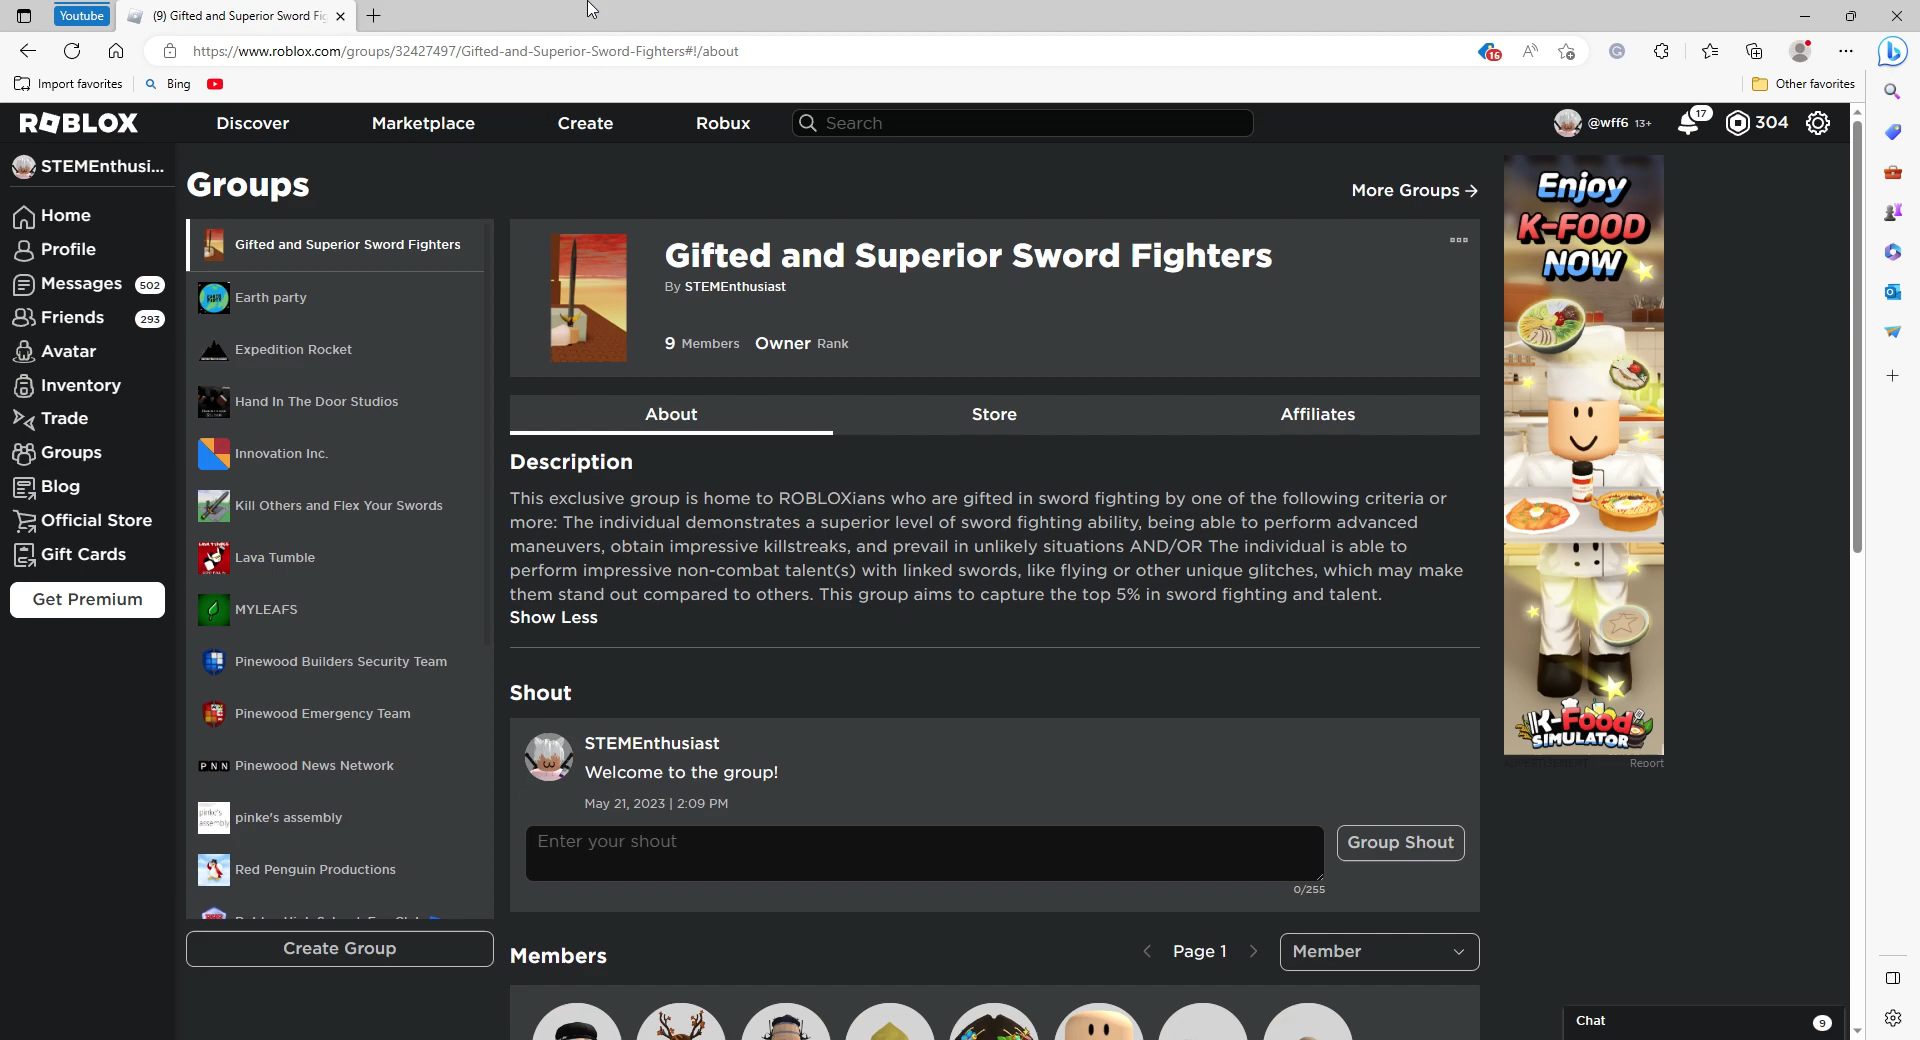 Youtube
(9) Gifted and Superior Sword Fig
https://www.roblox.com/groups/32427497/Gifted-and-Superior-Sword-Fighters#!/about
16
Import favorites
Bing
Other favorites
ROBLOX
Discover
Marketplace
Create
Robux
Search
@wff6 13+
17
304
STEMEnthusi...
Home
Profile
Messages 502
Friends 293
Avatar
Inventory
Trade
Groups
Blog
Official Store
Gift Cards
Get Premium
Groups
More Groups →
Gifted and Superior Sword Fighters
Earth party
Expedition Rocket
Hand In The Door Studios
Innovation Inc.
Kill Others and Flex Your Swords
Lava Tumble
MYLEAFS
Pinewood Builders Security Team
Pinewood Emergency Team
PNN Pinewood News Network
pinke's assembly pinke's assembly
Red Penguin Productions
Create Group
Gifted and Superior Sword Fighters
By STEMEnthusiast
9 Members Owner Rank
About
Store
Affiliates
Description
This exclusive group is home to ROBLOXians who are gifted in sword fighting by one of the following criteria or
more: The individual demonstrates a superior level of sword fighting ability, being able to perform advanced
maneuvers, obtain impressive killstreaks, and prevail in unlikely situations AND/OR The individual is able to
perform impressive non-combat talent(s) with linked swords, like flying or other unique glitches, which may make
them stand out compared to others. This group aims to capture the top 5% in sword fighting and talent.
Show Less
Shout
STEMEnthusiast
Welcome to the group!
May 21, 2023 | 2:09 PM
Enter your shout
Group Shout
0/255
Members
Page 1
Member
Enjoy
K-FOOD
NOW
K-Food
SIMULATOR
ADVERTISEMENT
Report
Chat
9